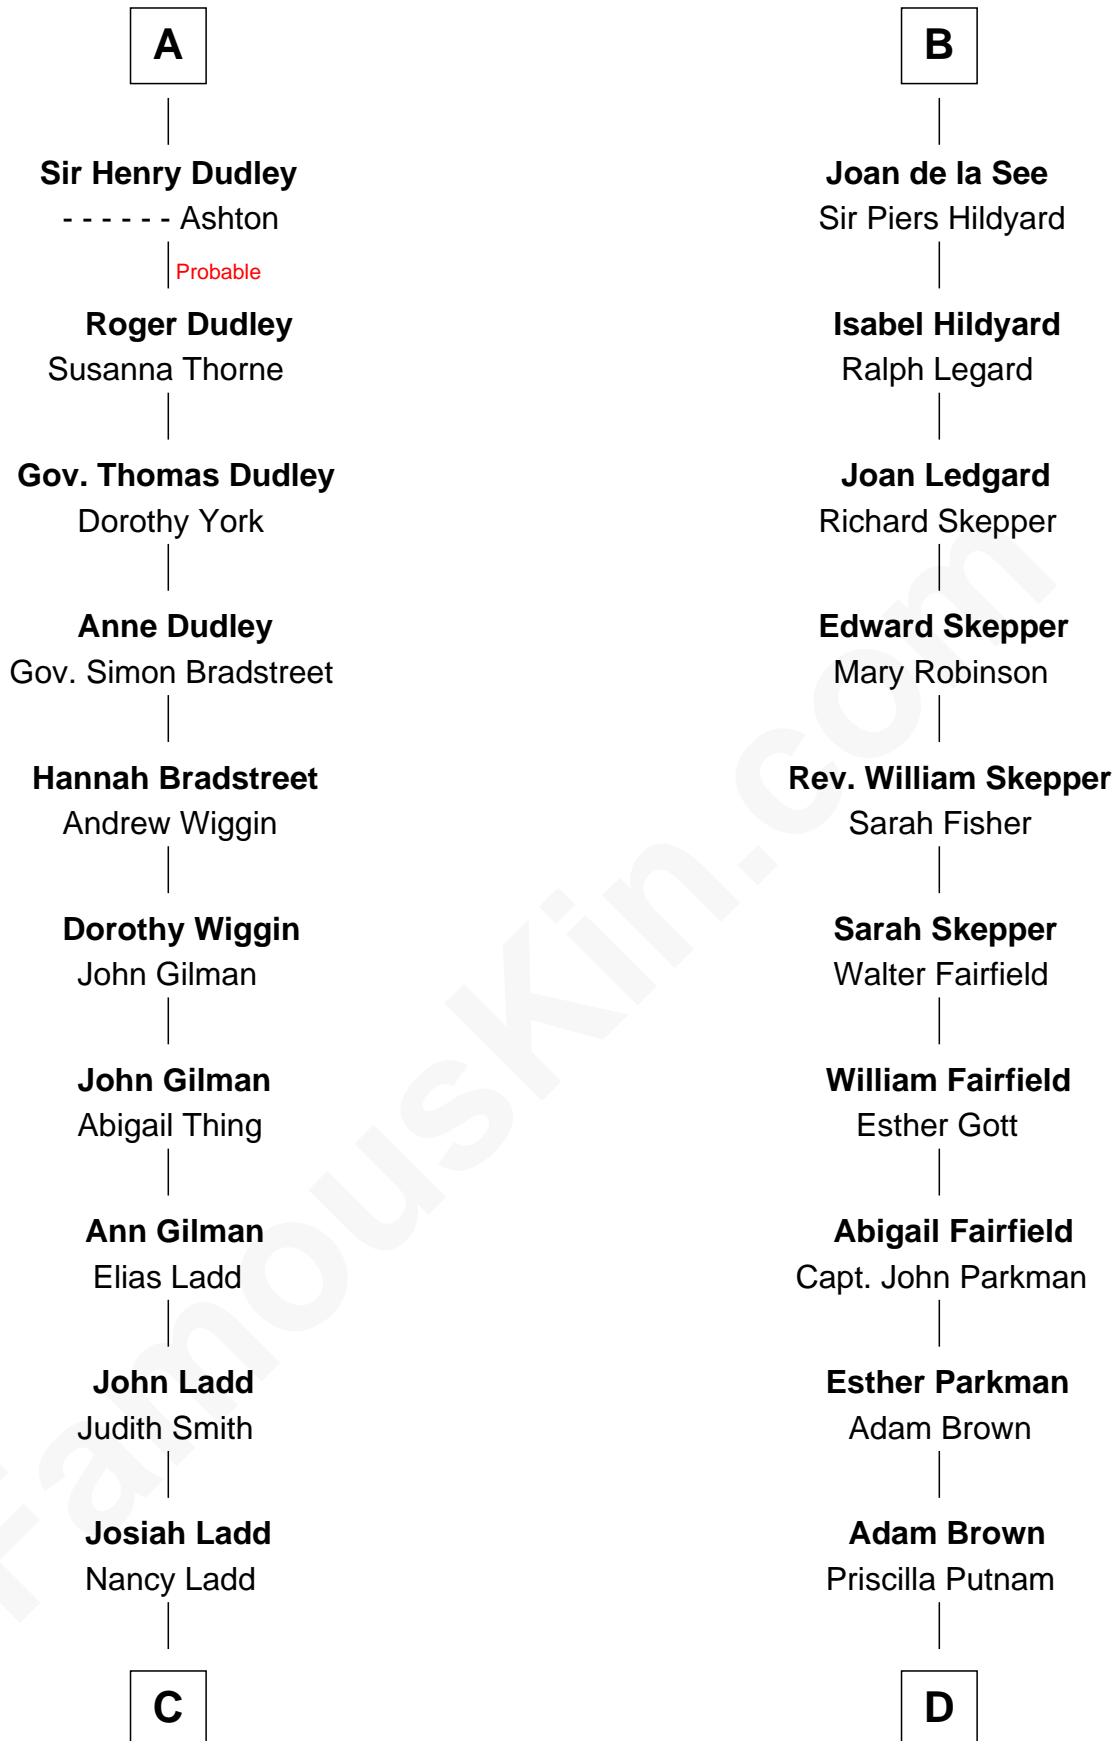 A
Sir Henry Dudley
- - - - - - Ashton
Probable
Roger Dudley
Susanna Thorne
Gov. Thomas Dudley
Dorothy York
Anne Dudley
Gov. Simon Bradstreet
Hannah Bradstreet
Andrew Wiggin
Dorothy Wiggin
John Gilman
John Gilman
Abigail Thing
Ann Gilman
Elias Ladd
John Ladd
Judith Smith
Josiah Ladd
Nancy Ladd
C
B
Joan de la See
Sir Piers Hildyard
Isabel Hildyard
Ralph Legard
Joan Ledgard
Richard Skepper
Edward Skepper
Mary Robinson
Rev. William Skepper
Sarah Fisher
Sarah Skepper
Walter Fairfield
William Fairfield
Esther Gott
Abigail Fairfield
Capt. John Parkman
Esther Parkman
Adam Brown
Adam Brown
Priscilla Putnam
D
FamousKin.com